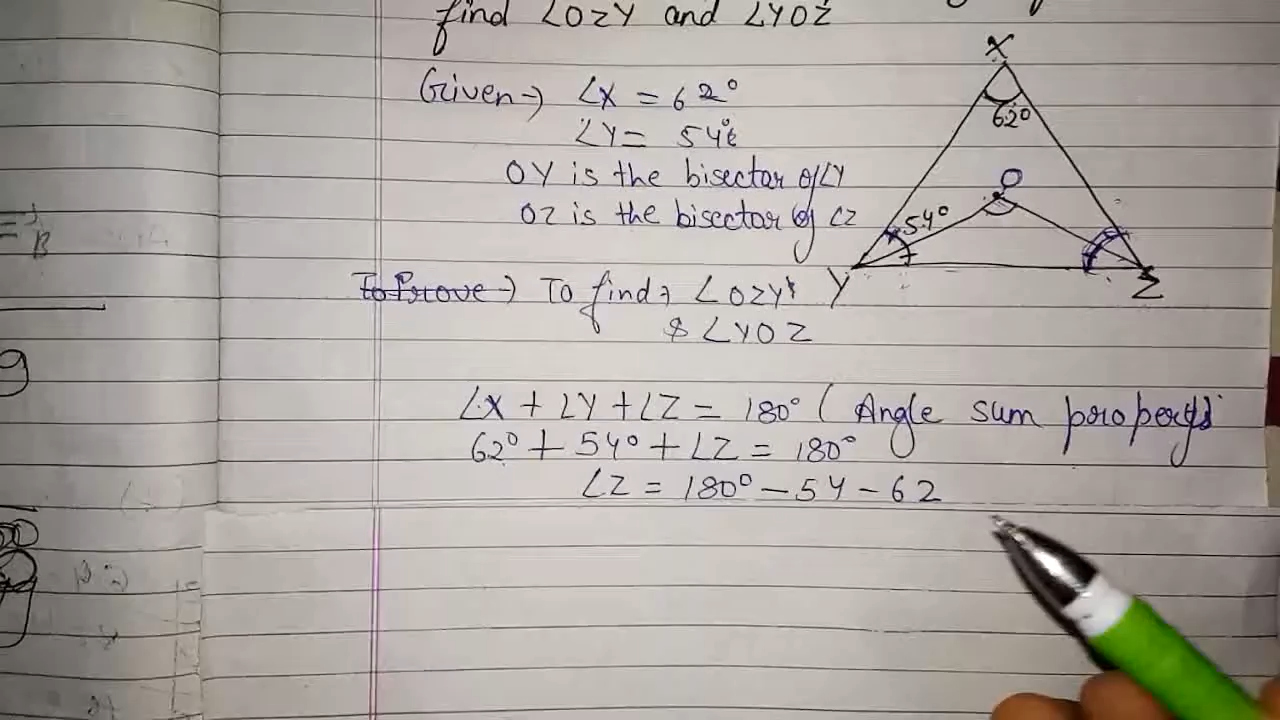 find ∠OZY and ∠YOZ
Given → ∠X = 62°
∠Y = 54°
OY is the bisector of ∠Y
OZ is the bisector of ∠Z
To Prove → To find → ∠OZY
& ∠YOZ
∠X + ∠Y + ∠Z = 180° ( Angle sum propery)
62° + 54° + ∠Z = 180°
∠Z = 180° - 54 - 62
X
62°
O
54°
Y
Z